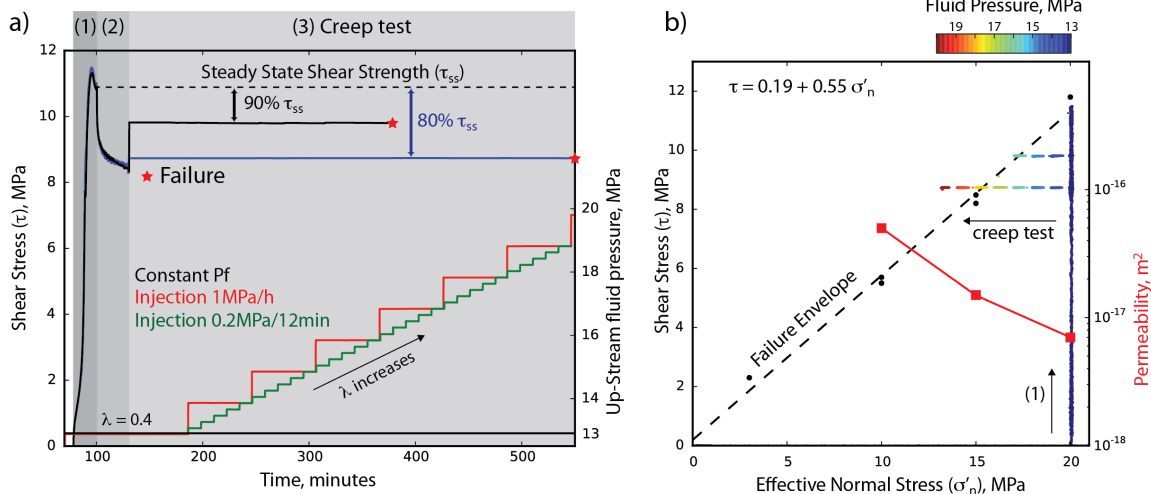 a)
(1) (2) (3) Creep test
12
10
8
6
4
2
0
Shear Stress (τ), MPa
Steady State Shear Strength (τss)
90% τss
80% τss
Failure
Constant Pf
Injection 1MPa/h
Injection 0.2MPa/12min
λ increases
λ = 0.4
20
18
16
14
13
Up-Stream fluid pressure, MPa
100 200 300 400 500
Time, minutes
b)
Fluid Pressure, MPa
19 17 15 13
τ = 0.19 + 0.55 σ′n
12
10
8
6
4
2
0
Shear Stress (τ), MPa
Failure Envelope
creep test
(1)
10-16
10-17
10-18
Permeability, m2
0 5 10 15 20
Effective Normal Stress (σ′n), MPa